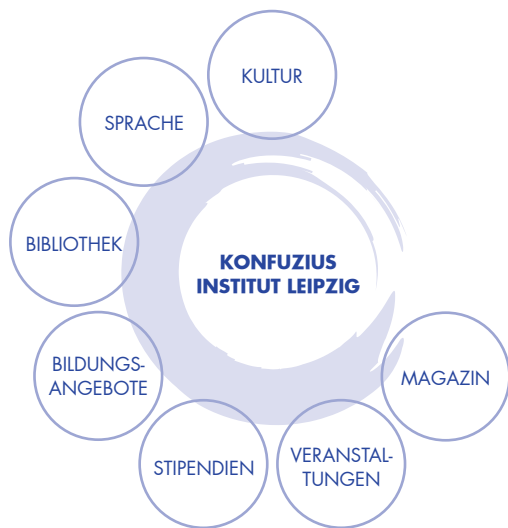 KULTUR
SPRACHE
BIBLIOTHEK
KONFUZIUS
INSTITUT LEIPZIG
BILDUNGS-
ANGEBOTE
MAGAZIN
STIPENDIEN
VERANSTAL-
TUNGEN